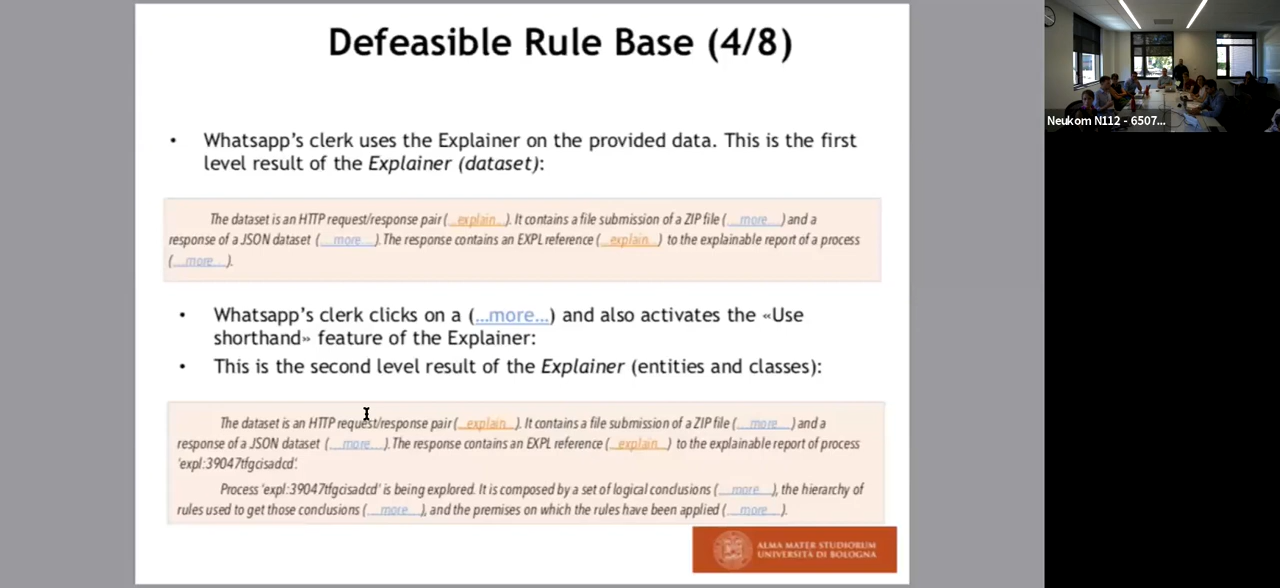 Defeasible Rule Base (4/8)
• Whatsapp's clerk uses the Explainer on the provided data. This is the first
level result of the Explainer (dataset):
The dataset is an HTTP request/response pair (...explain...). It contains a file submission of a ZIP file (...more...) and a
response of a JSON dataset (...more...). The response contains an EXPL reference (...explain...) to the explainable report of a process
(...more...).
• Whatsapp's clerk clicks on a (...more...) and also activates the «Use
shorthand» feature of the Explainer:
• This is the second level result of the Explainer (entities and classes):
The dataset is an HTTP request/response pair (...explain...). It contains a file submission of a ZIP file (...more...) and a
response of a JSON dataset (...more...). The response contains an EXPL reference (...explain...) to the explainable report of process
'expl:39047tfgcisadcd'.
Process 'expl:39047tfgcisadcd' is being explored. It is composed by a set of logical conclusions (...more...), the hierarchy of
rules used to get those conclusions (...more...), and the premises on which the rules have been applied (...more...).
ALMA MATER STUDIORUM
UNIVERSITÀ DI BOLOGNA
Neukom N112 - 6507...